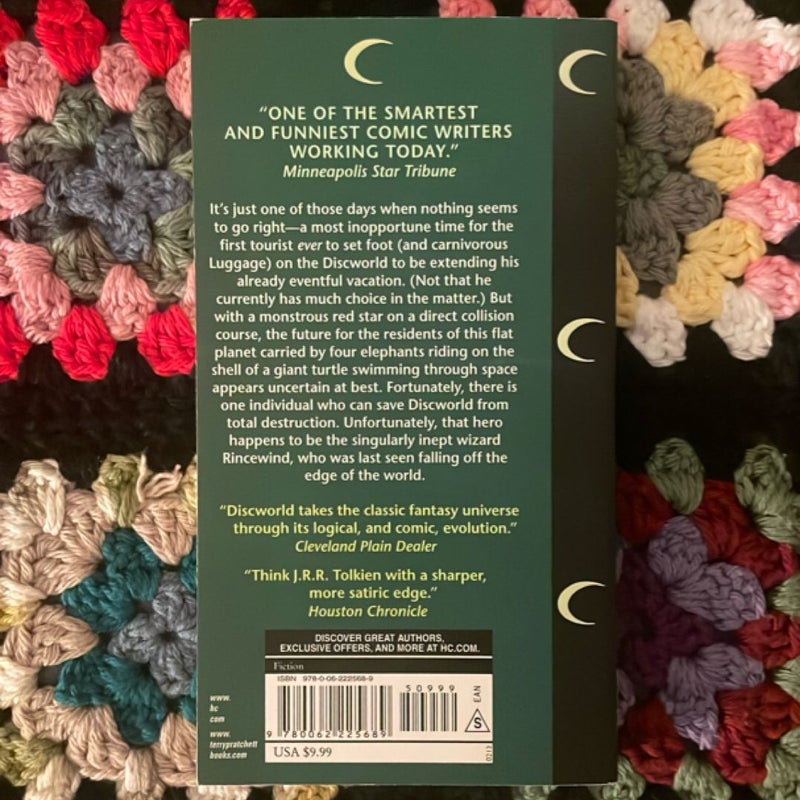 “ONE OF THE SMARTEST
AND FUNNIEST COMIC WRITERS
WORKING TODAY.”
Minneapolis Star Tribune
It’s just one of those days when nothing seems
to go right—a most inopportune time for the
first tourist ever to set foot (and carnivorous
Luggage) on the Discworld to be extending his
already eventful vacation. (Not that he
currently has much choice in the matter.) But
with a monstrous red star on a direct collision
course, the future for the residents of this flat
planet carried by four elephants riding on the
shell of a giant turtle swimming through space
appears uncertain at best. Fortunately, there is
one individual who can save Discworld from
total destruction. Unfortunately, that hero
happens to be the singularly inept wizard
Rincewind, who was last seen falling off the
edge of the world.
“Discworld takes the classic fantasy universe
through its logical, and comic, evolution.”
Cleveland Plain Dealer
“Think J.R.R. Tolkien with a sharper,
more satiric edge.”
Houston Chronicle
DISCOVER GREAT AUTHORS,
EXCLUSIVE OFFERS, AND MORE AT HC.COM.
Fiction
ISBN 978-0-06-222568-9
50999
EAN
S
9 780062 225689
USA $9.99
0213
www.
hc
com
www.
terrypratchett
books.com